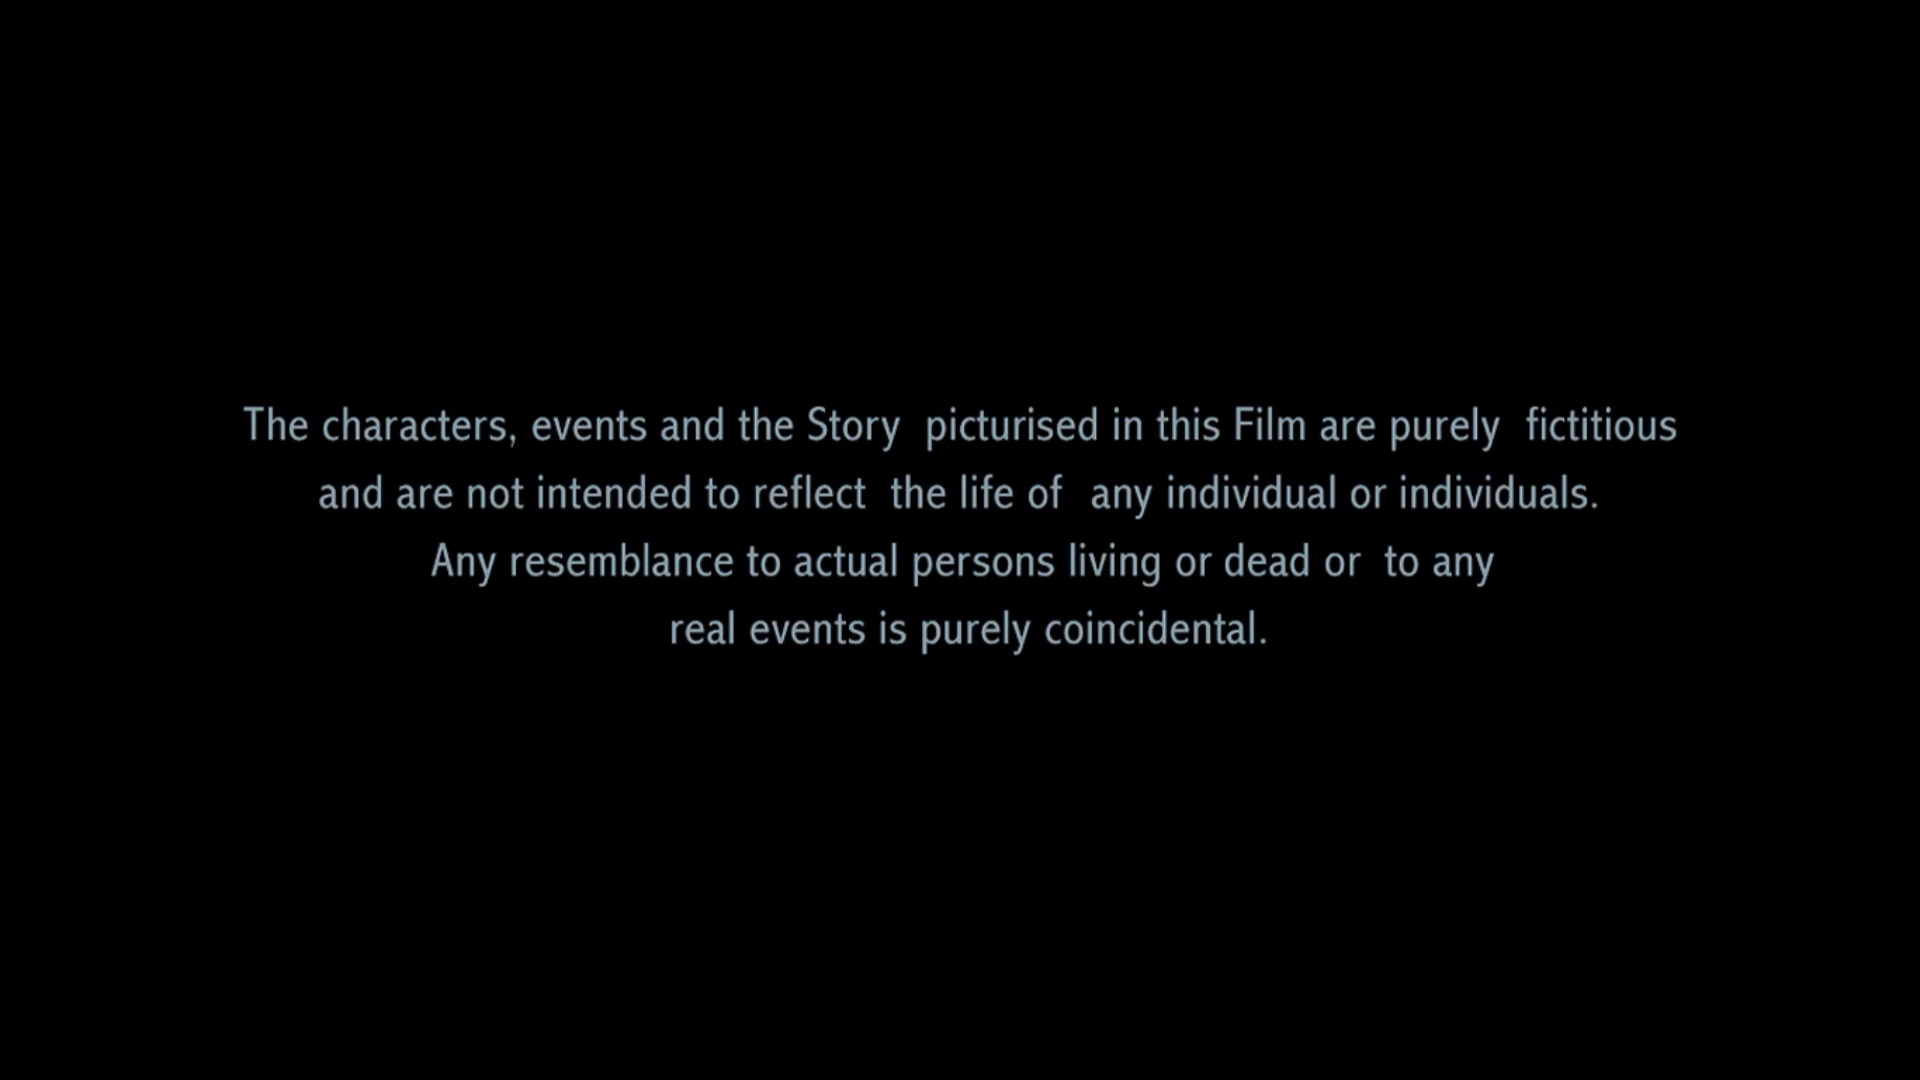 The characters, events and the Story picturised in this Film are purely fictitious
and are not intended to reflect the life of any individual or individuals.
Any resemblance to actual persons living or dead or to any
real events is purely coincidental.